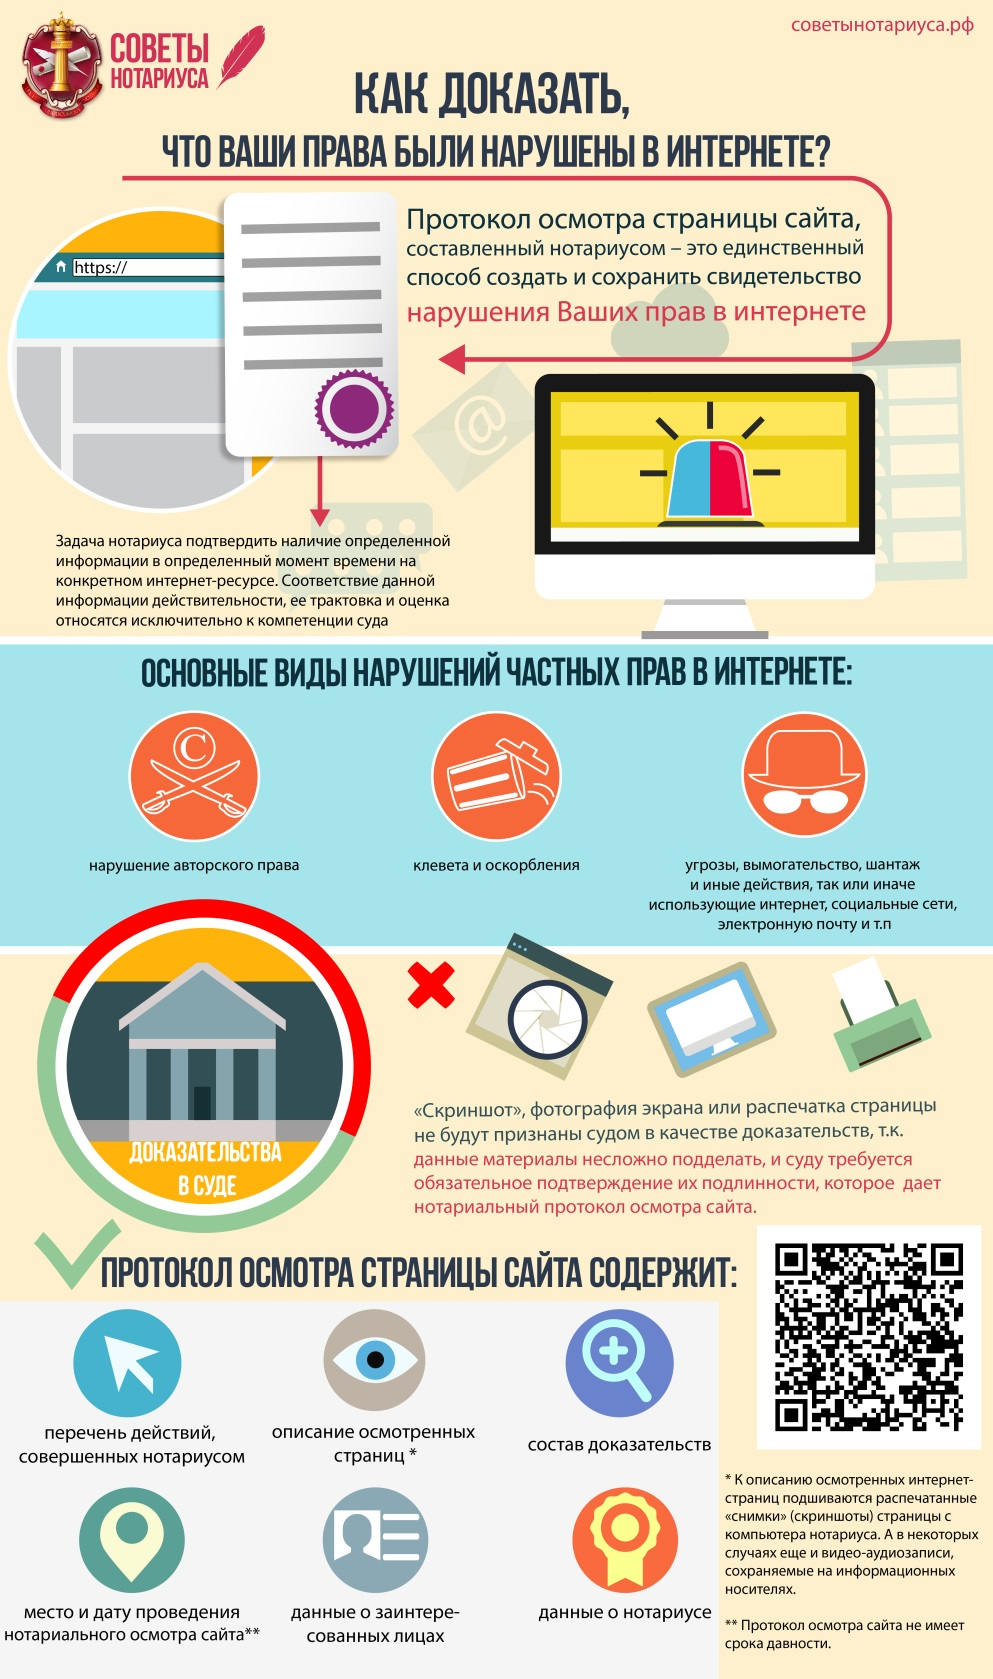 советынотариуса.рф
СОВЕТЫ
НОТАРИУСА
КАК ДОКАЗАТЬ,
ЧТО ВАШИ ПРАВА БЫЛИ НАРУШЕНЫ В ИНТЕРНЕТЕ?
https://
Протокол осмотра страницы сайта,
составленный нотариусом – это единственный
способ создать и сохранить свидетельство
нарушения Ваших прав в интернете
@
Задача нотариуса подтвердить наличие определенной
информации в определенный момент времени на
конкретном интернет-ресурсе. Соответствие данной
информации действительности, ее трактовка и оценка
относятся исключительно к компетенции суда
ОСНОВНЫЕ ВИДЫ НАРУШЕНИЙ ЧАСТНЫХ ПРАВ В ИНТЕРНЕТЕ:
©
нарушение авторского права
клевета и оскорбления
угрозы, вымогательство, шантаж
и иные действия, так или иначе
использующие интернет, социальные сети,
электронную почту и т.п
ДОКАЗАТЕЛЬСТВА
В СУДЕ
«Скриншот», фотография экрана или распечатка страницы
не будут признаны судом в качестве доказательств, т.к.
данные материалы несложно подделать, и суду требуется
обязательное подтверждение их подлинности, которое дает
нотариальный протокол осмотра сайта.
ПРОТОКОЛ ОСМОТРА СТРАНИЦЫ САЙТА СОДЕРЖИТ:
перечень действий,
совершенных нотариусом
описание осмотренных
страниц *
состав доказательств
место и дату проведения
нотариального осмотра сайта**
данные о заинтере-
сованных лицах
данные о нотариусе
* К описанию осмотренных интернет-
страниц подшиваются распечатанные
«снимки» (скриншоты) страницы с
компьютера нотариуса. А в некоторых
случаях еще и видео-аудиозаписи,
сохраняемые на информационных
носителях.
** Протокол осмотра сайта не имеет
срока давности.